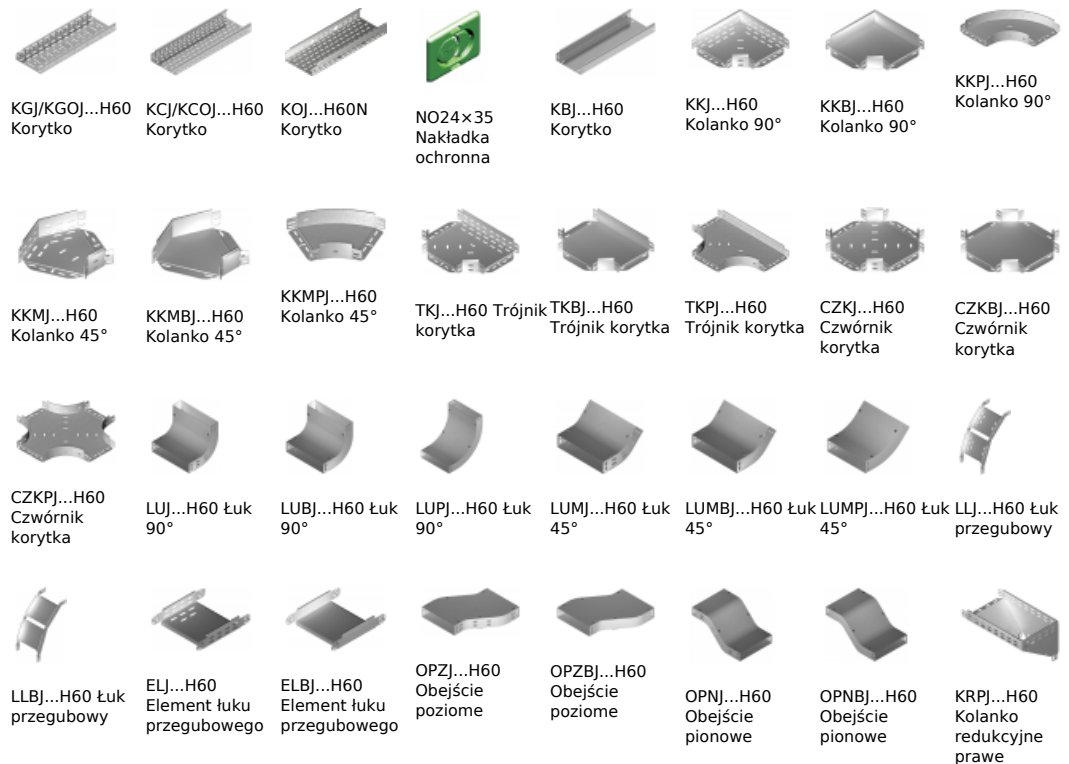 KGJ/KGOJ...H60
Korytko
KCJ/KCOJ...H60
Korytko
KOJ...H60N
Korytko
NO24×35
Nakładka
ochronna
KBJ...H60
Korytko
KKJ...H60
Kolanko 90°
KKBJ...H60
Kolanko 90°
KKPJ...H60
Kolanko 90°
KKMJ...H60
Kolanko 45°
KKMBJ...H60
Kolanko 45°
KKMPJ...H60
Kolanko 45°
TKJ...H60 Trójnik
korytka
TKBJ...H60
Trójnik korytka
TKPJ...H60
Trójnik korytka
CZKJ...H60
Czwórnik
korytka
CZKBJ...H60
Czwórnik
korytka
CZKPJ...H60
Czwórnik
korytka
LUJ...H60 Łuk
90°
LUBJ...H60 Łuk
90°
LUPJ...H60 Łuk
90°
LUMJ...H60 Łuk
45°
LUMBJ...H60 Łuk
45°
LUMPJ...H60 Łuk
45°
LLJ...H60 Łuk
przegubowy
LLBJ...H60 Łuk
przegubowy
ELJ...H60
Element łuku
przegubowego
ELBJ...H60
Element łuku
przegubowego
OPZJ...H60
Obejście
poziome
OPZBJ...H60
Obejście
poziome
OPNJ...H60
Obejście
pionowe
OPNBJ...H60
Obejście
pionowe
KRPJ...H60
Kolanko
redukcyjne
prawe